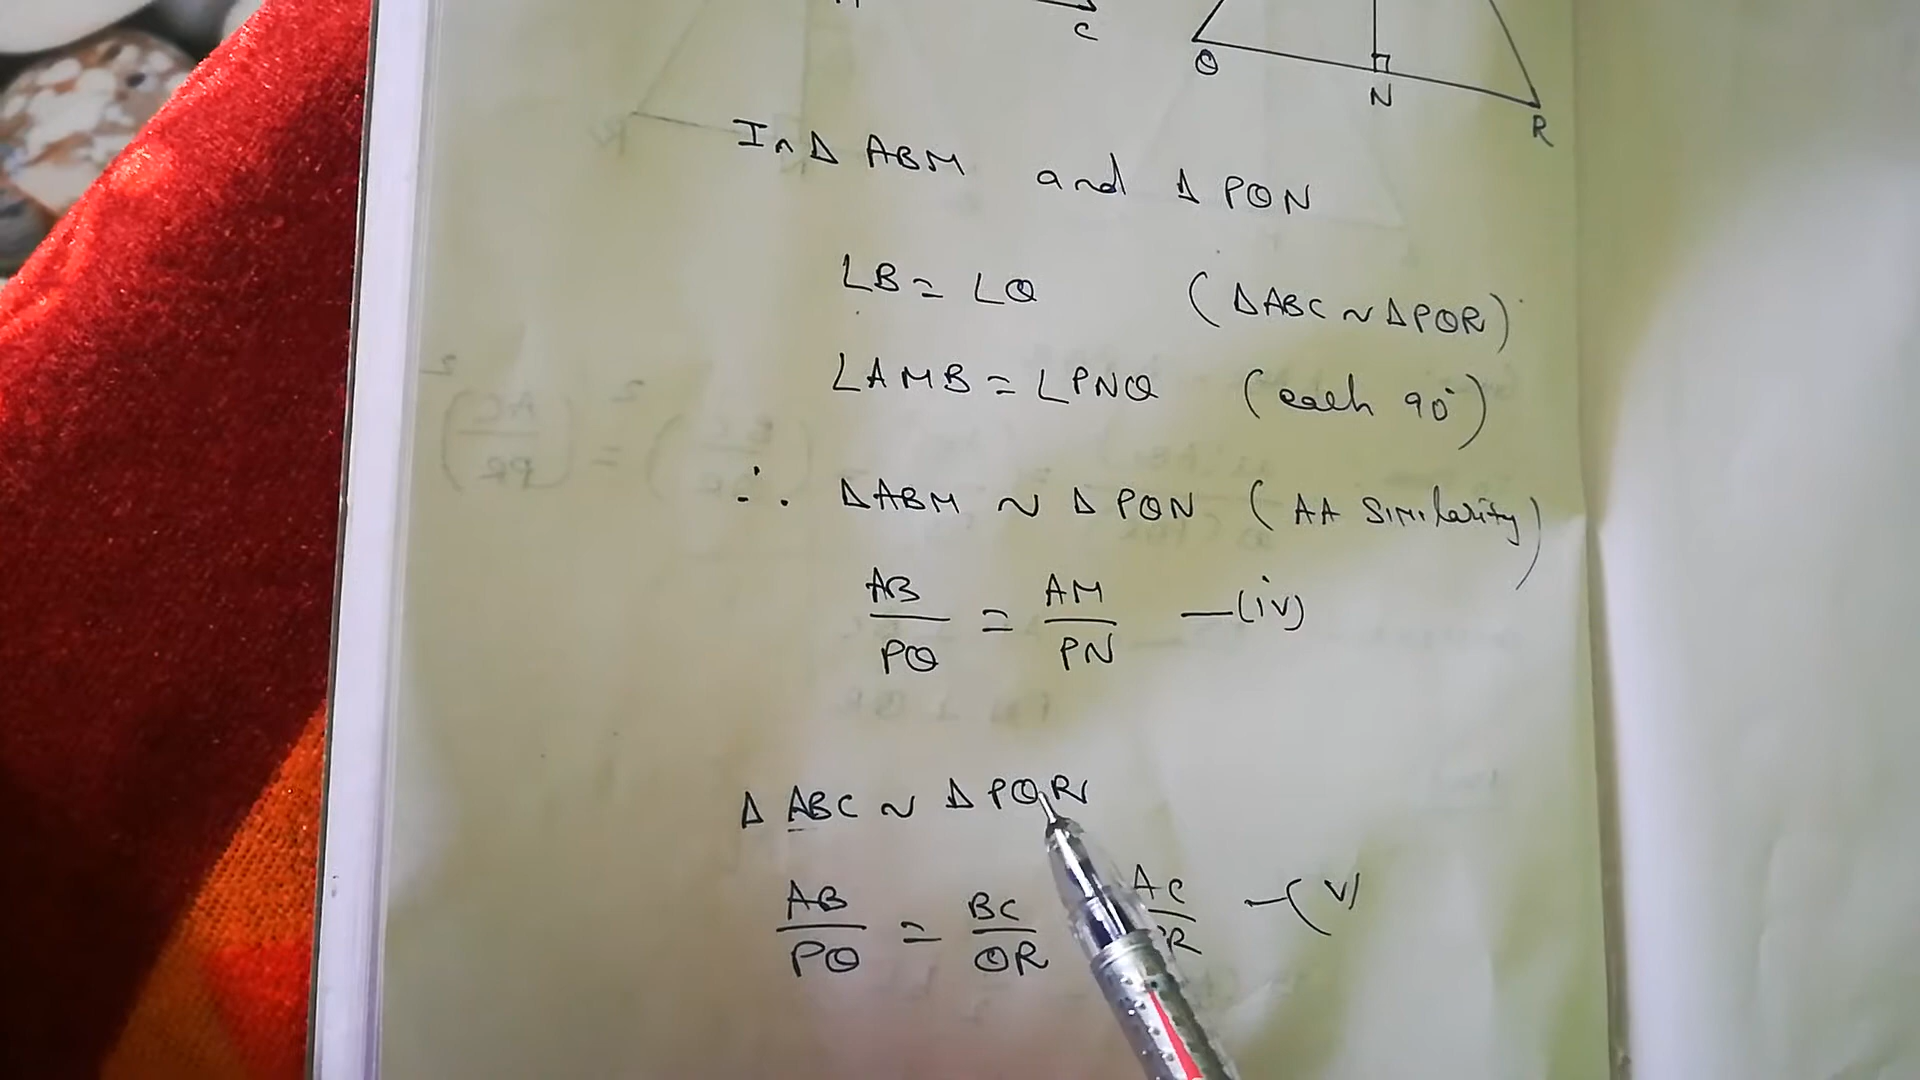 C
Q
N
R
In Δ ABM and Δ PQN
∠B = ∠Q (ΔABC ~ ΔPQR)
∠AMB = ∠PNQ (each 90°)
∴ ΔABM ~ Δ PQN (AA Similarity)
AB/PQ = AM/PN —(iv)
Δ ABC ~ Δ PQR
AB/PQ = BC/QR AC/R —(v)